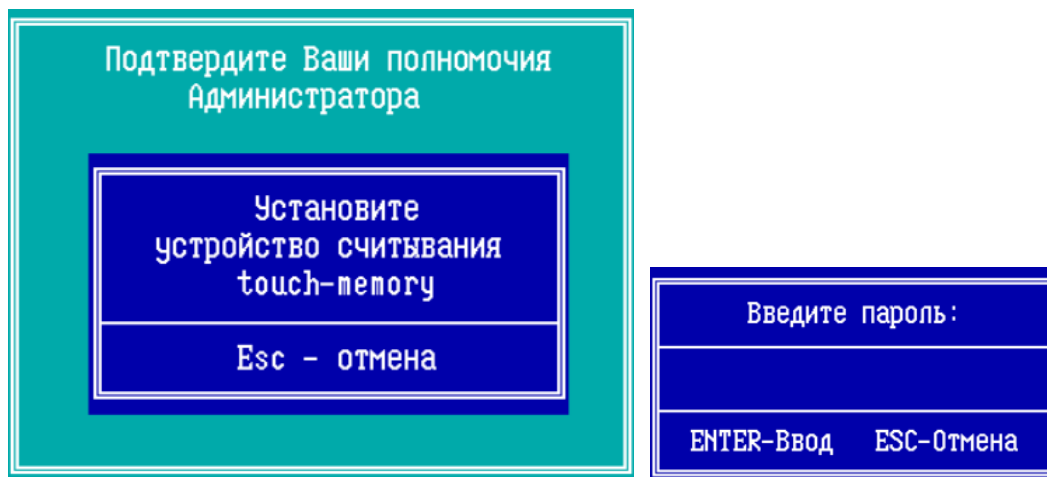 Подтвердите Ваши полномочия
Администратора
Установите
устройство считывания
touch-memory
Esc - отмена
Введите пароль:
ENTER-Ввод ESC-Отмена